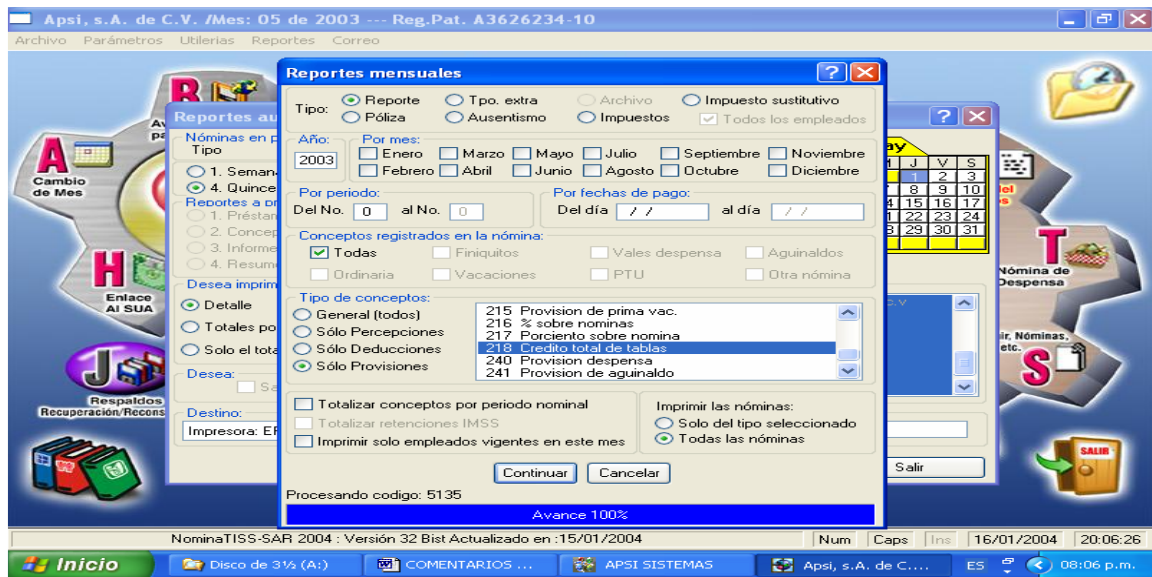 Apsi, s.A. de C.V. /Mes: 05 de 2003 --- Reg.Pat. A3626234-10
Archivo Parámetros Utilerias Reportes Correo
Reportes mensuales
Tipo: Reporte Tpo. extra Archivo Impuesto sustitutivo
Póliza Ausentismo Impuestos Todos los empleados
Año: Por mes:
2003 Enero Marzo Mayo Julio Septiembre Noviembre
Febrero Abril Junio Agosto Octubre Diciembre
Por periodo: Por fechas de pago:
Del No. 0 al No. 0 Del día / / al día / /
Conceptos registrados en la nómina:
Todas Finiquitos Vales despensa Aguinaldos
Ordinaria Vacaciones PTU Otra nómina
Tipo de conceptos:
General (todos)
Sólo Percepciones
Sólo Deducciones
Sólo Provisiones
215 Provision de prima vac.
216 % sobre nominas
217 Porciento sobre nomina
218 Credito total de tablas
240 Provision despensa
241 Provision de aguinaldo
Totalizar conceptos por periodo nominal
Totalizar retenciones IMSS
Imprimir solo empleados vigentes en este mes
Imprimir las nóminas:
Solo del tipo seleccionado
Todas las nóminas
Continuar Cancelar
Procesando codigo: 5135
Avance 100%
Reportes au
Nóminas en p
Tipo
1. Seman
4. Quince
Reportes a pr
1. Préstan
2. Concep
3. Informe
4. Resum
Desea imprim
Detalle
Totales po
Solo el tota
Desea:
Sa
Destino:
Impresora: EF
ay
J V S
1 2 3
8 9 10
15 16 17
22 23 24
29 30 31
c.v
Salir
R
Av
pa
A
Cambio
de Mes
H
Enlace
Al SUA
J
Respaldos
Recuperación/Recons
del
s
T
Nómina de
Despensa
ir, Nóminas,
etc.
S
SALIR
NominaTISS-SAR 2004 : Versión 32 Bist Actualizado en :15/01/2004 Num Caps Ins 16/01/2004 20:06:26
Inicio Disco de 3½ (A:) COMENTARIOS ... APSI SISTEMAS Apsi, s.A. de C.... ES 08:06 p.m.